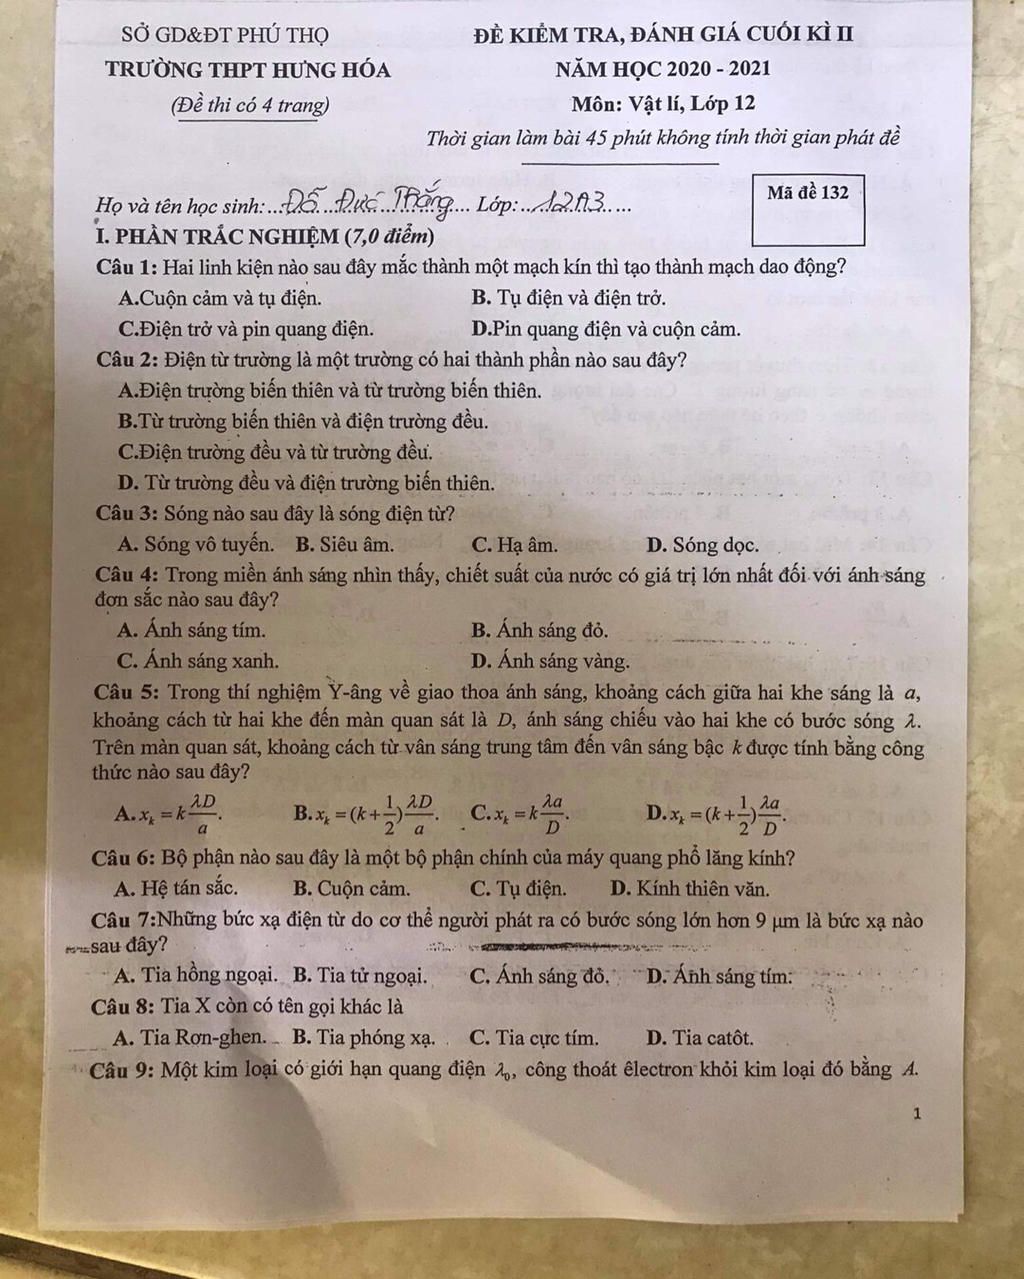 SỞ GD&ĐT PHÚ THỌ
TRƯỜNG THPT HƯNG HÓA
(Đề thi có 4 trang)
ĐỀ KIỂM TRA, ĐÁNH GIÁ CUỐI KÌ II
NĂM HỌC 2020 - 2021
Môn: Vật lí, Lớp 12
Thời gian làm bài 45 phút không tính thời gian phát đề
Họ và tên học sinh:...Đỗ Đức Thắng... Lớp:...12A3.....
Mã đề 132
I. PHẦN TRẮC NGHIỆM (7,0 điểm)
Câu 1: Hai linh kiện nào sau đây mắc thành một mạch kín thì tạo thành mạch dao động?
A.Cuộn cảm và tụ điện. B. Tụ điện và điện trở.
C.Điện trở và pin quang điện. D.Pin quang điện và cuộn cảm.
Câu 2: Điện từ trường là một trường có hai thành phần nào sau đây?
A.Điện trường biến thiên và từ trường biến thiên.
B.Từ trường biến thiên và điện trường đều.
C.Điện trường đều và từ trường đều.
D. Từ trường đều và điện trường biến thiên.
Câu 3: Sóng nào sau đây là sóng điện từ?
A. Sóng vô tuyến. B. Siêu âm. C. Hạ âm. D. Sóng dọc.
Câu 4: Trong miền ánh sáng nhìn thấy, chiết suất của nước có giá trị lớn nhất đối với ánh sáng
đơn sắc nào sau đây?
A. Ánh sáng tím. B. Ánh sáng đỏ.
C. Ánh sáng xanh. D. Ánh sáng vàng.
Câu 5: Trong thí nghiệm Y-âng về giao thoa ánh sáng, khoảng cách giữa hai khe sáng là a,
khoảng cách từ hai khe đến màn quan sát là D, ánh sáng chiếu vào hai khe có bước sóng λ.
Trên màn quan sát, khoảng cách từ vân sáng trung tâm đến vân sáng bậc k được tính bằng công
thức nào sau đây?
A. xₖ = k λD/a. B. xₖ = (k + 1/2) λD/a. C. xₖ = k λa/D. D. xₖ = (k + 1/2) λa/D.
Câu 6: Bộ phận nào sau đây là một bộ phận chính của máy quang phổ lăng kính?
A. Hệ tán sắc. B. Cuộn cảm. C. Tụ điện. D. Kính thiên văn.
Câu 7:Những bức xạ điện từ do cơ thể người phát ra có bước sóng lớn hơn 9 μm là bức xạ nào
sau đây?
A. Tia hồng ngoại. B. Tia tử ngoại. C. Ánh sáng đỏ. D. Ánh sáng tím.
Câu 8: Tia X còn có tên gọi khác là
A. Tia Rơn-ghen. B. Tia phóng xạ. C. Tia cực tím. D. Tia catôt.
Câu 9: Một kim loại có giới hạn quang điện λ₀, công thoát êlectron khỏi kim loại đó bằng A.
1